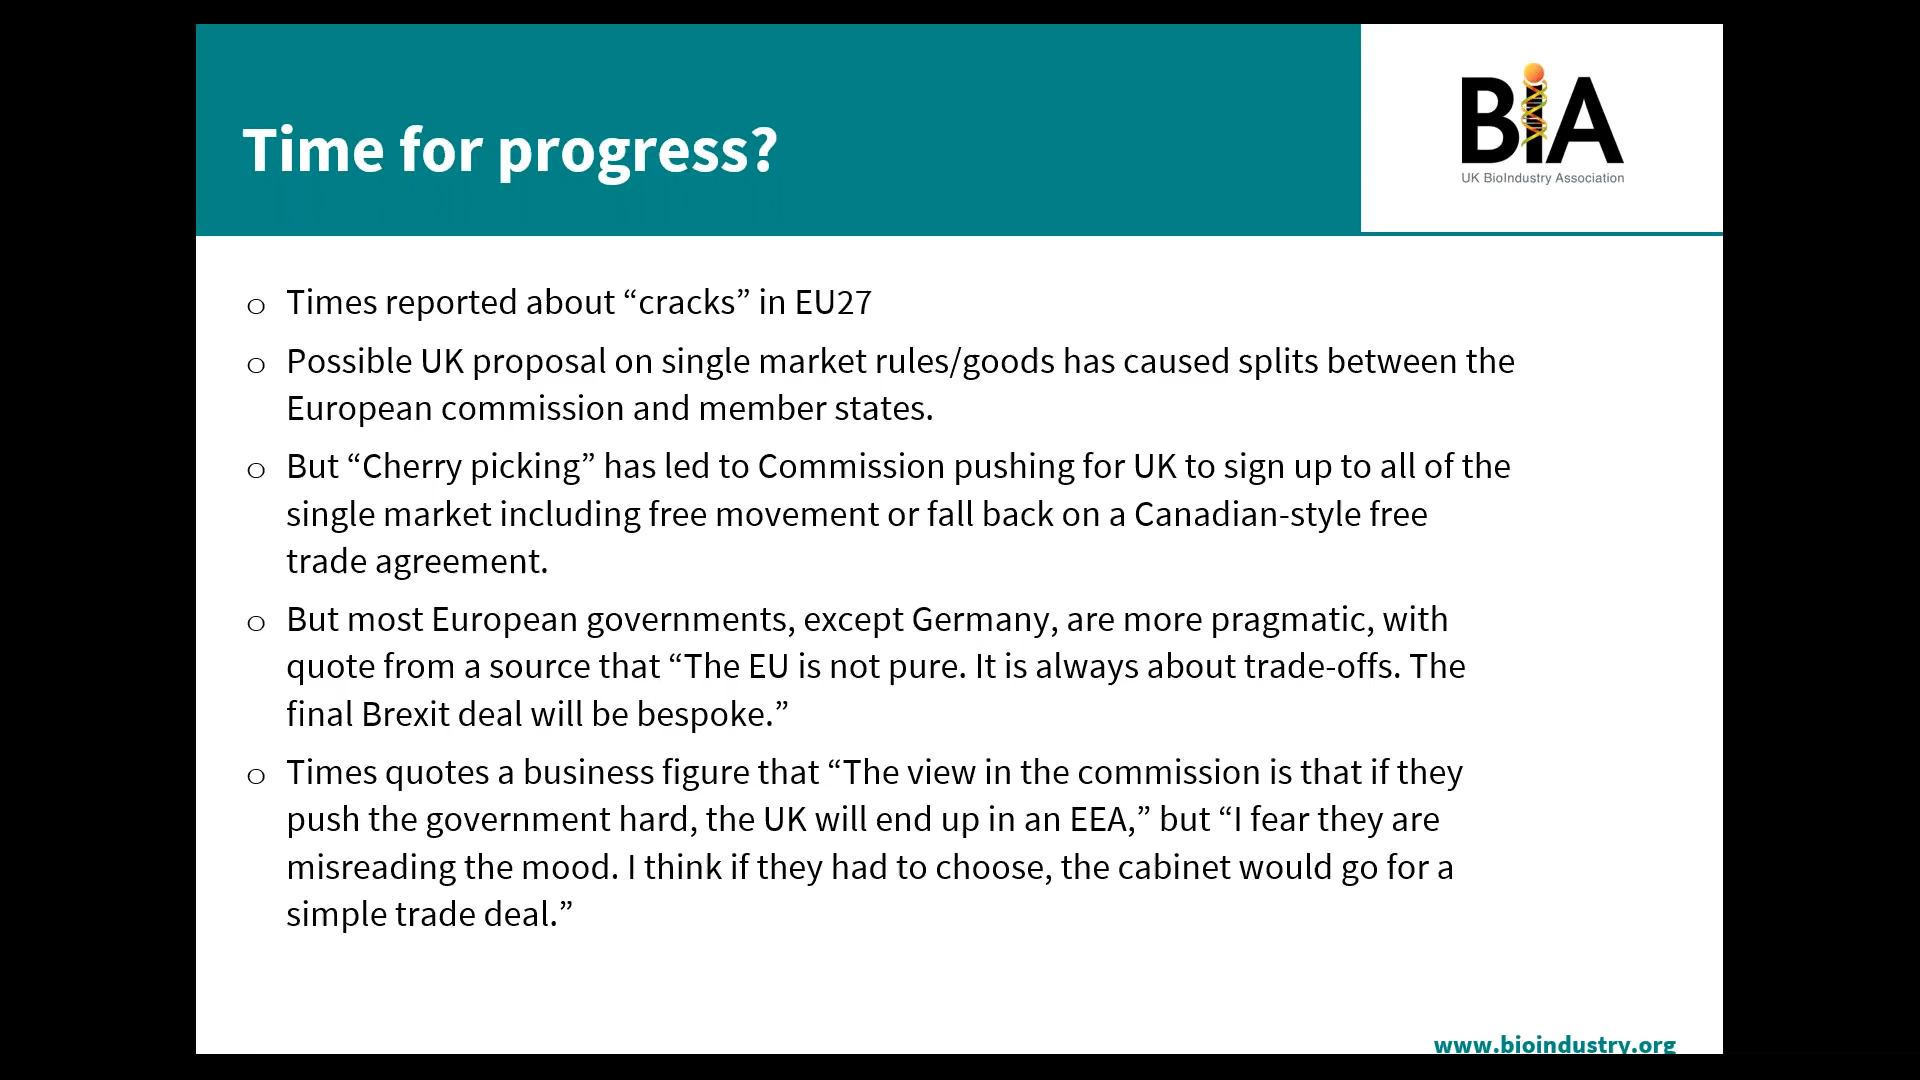 Time for progress?
BiA
UK BioIndustry Association
o Times reported about “cracks” in EU27
o Possible UK proposal on single market rules/goods has caused splits between the
European commission and member states.
o But “Cherry picking” has led to Commission pushing for UK to sign up to all of the
single market including free movement or fall back on a Canadian-style free
trade agreement.
o But most European governments, except Germany, are more pragmatic, with
quote from a source that “The EU is not pure. It is always about trade-offs. The
final Brexit deal will be bespoke.”
o Times quotes a business figure that “The view in the commission is that if they
push the government hard, the UK will end up in an EEA,” but “I fear they are
misreading the mood. I think if they had to choose, the cabinet would go for a
simple trade deal.”
www.bioindustry.org